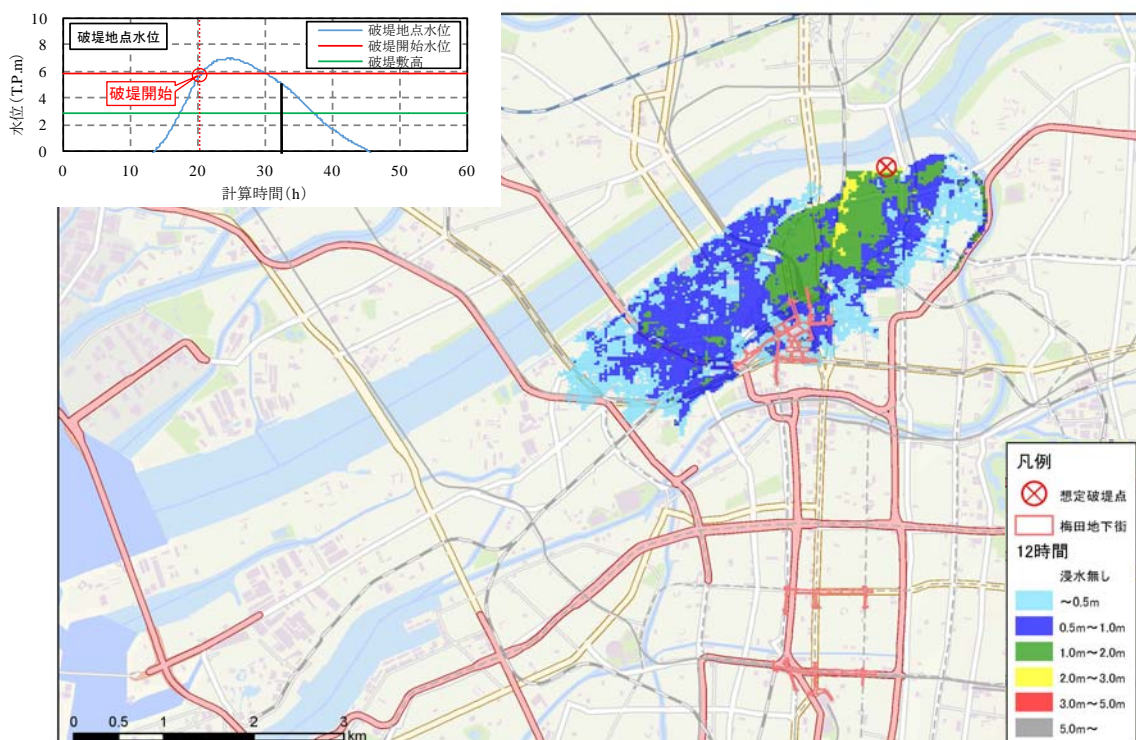 破堤地点水位
破堤地点水位
破堤開始水位
破堤敷高
破堤開始
水位(T.P.m)
10
8
6
4
2
0
0 10 20 30 40 50 60
計算時間(h)
凡例
想定破堤点
梅田地下街
12時間
浸水無し
~0.5m
0.5m~1.0m
1.0m~2.0m
2.0m~3.0m
3.0m~5.0m
5.0m~
0 0.5 1 2 3
km